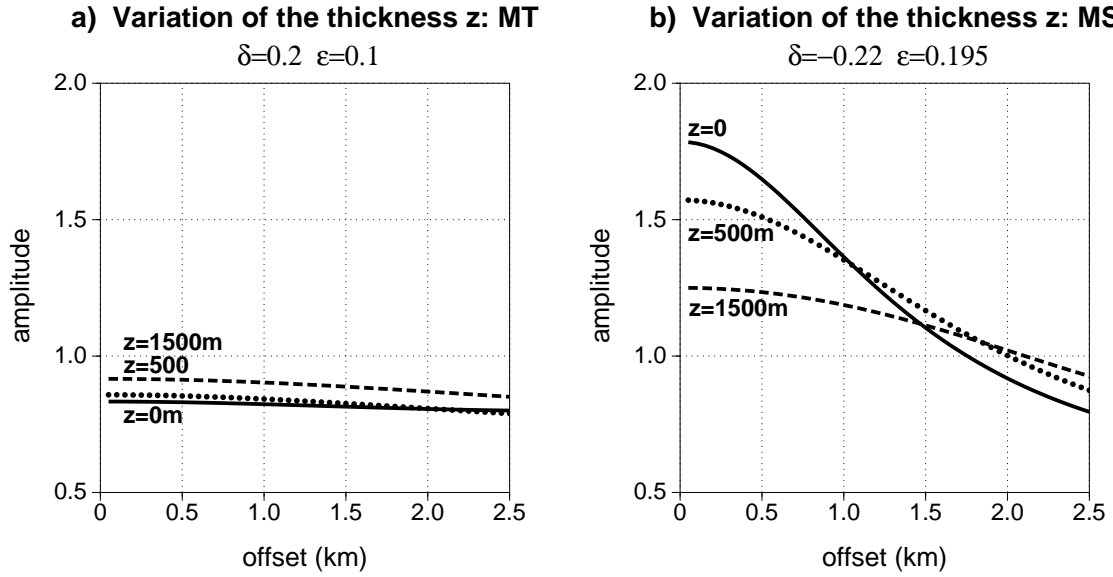 a) Variation of the thickness z: MT
δ=0.2 ε=0.1
2.0
1.5
1.0
0.5
amplitude
z=1500m
z=500
z=0m
0 0.5 1.0 1.5 2.0 2.5
offset (km)
b) Variation of the thickness z: MS
δ=−0.22 ε=0.195
2.0
1.5
1.0
0.5
amplitude
z=0
z=500m
z=1500m
0 0.5 1.0 1.5 2.0 2.5
offset (km)